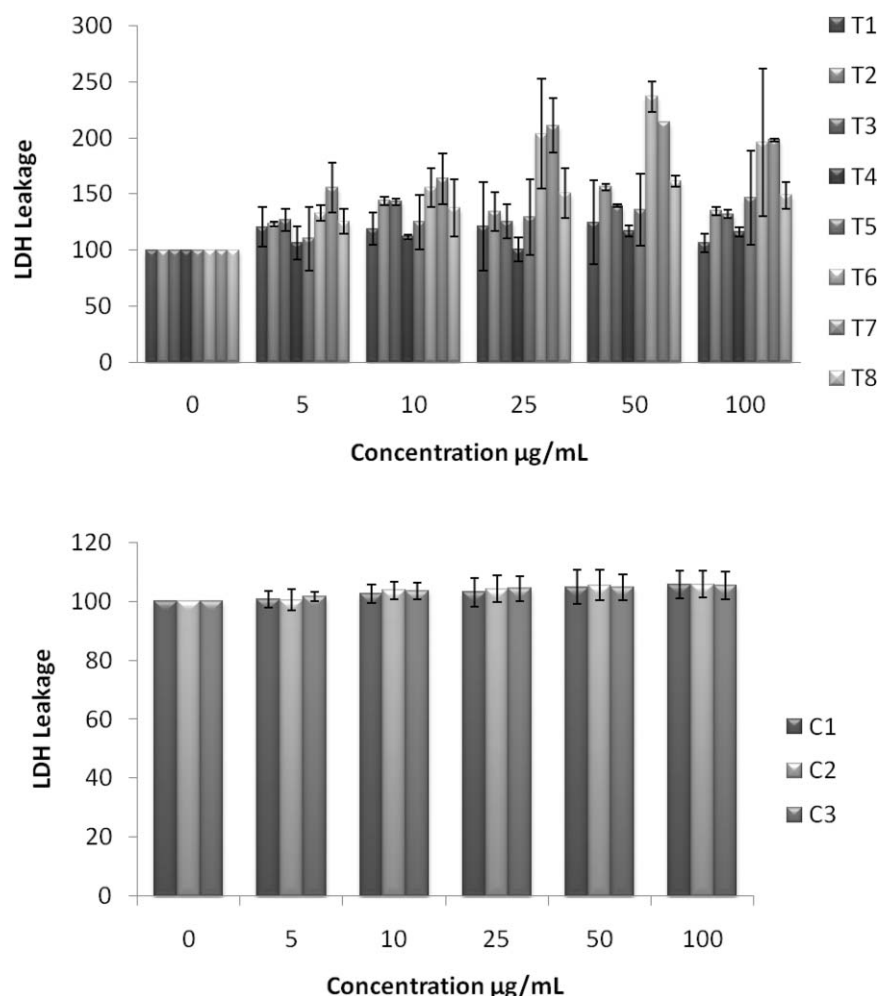 300
250
200
150
100
50
0
LDH Leakage
0 5 10 25 50 100
Concentration µg/mL
T1
T2
T3
T4
T5
T6
T7
T8
120
100
80
60
40
20
0
LDH Leakage
0 5 10 25 50 100
Concentration µg/mL
C1
C2
C3